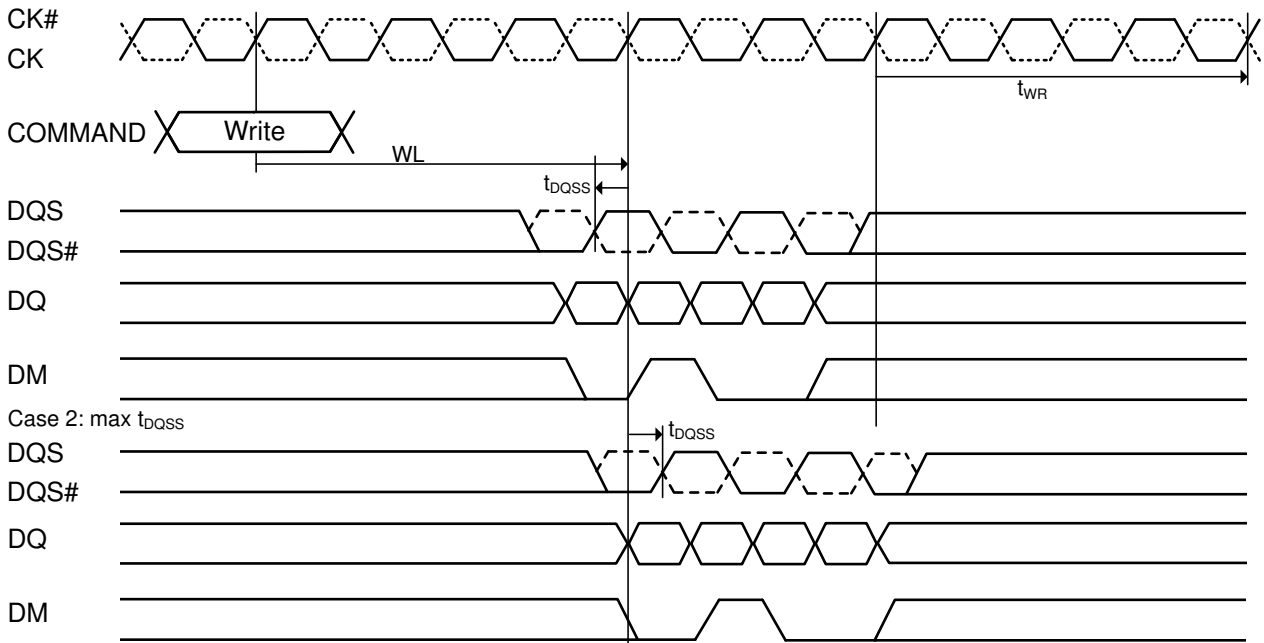 CK#
CK
tWR
COMMAND
Write
WL
tDQSS
DQS
DQS#
DQ
DM
Case 2: max tDQSS
tDQSS
DQS
DQS#
DQ
DM